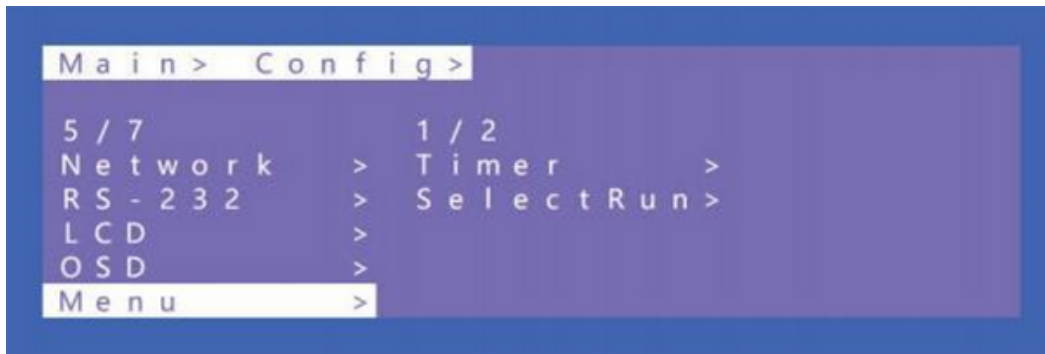 Main> Config>
5/7 1/2
Network > Timer >
RS-232 > SelectRun>
LCD >
OSD >
Menu >